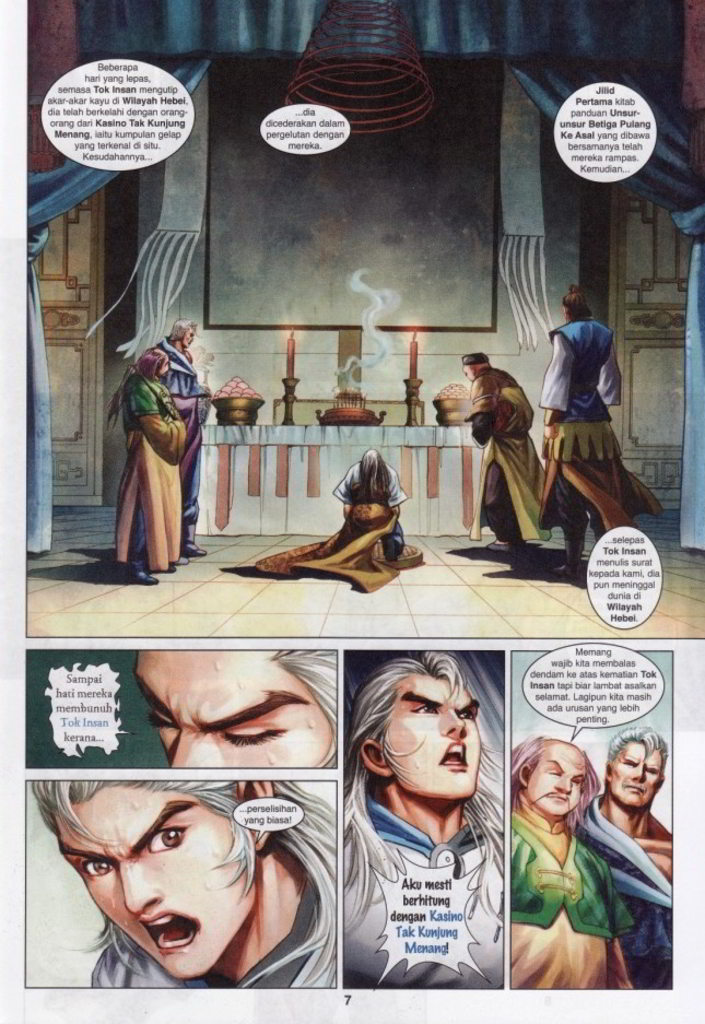 Beberapa
hari yang lepas,
semasa Tok Insan mengutip
akar-akar kayu di Wilayah Hebei,
dia telah berkelahi dengan orang-
orang dari Kasino Tak Kunjung
Menang, iaitu kumpulan gelap
yang terkenal di situ.
Kesudahannya...
...dia
dicederakan dalam
pergelutan dengan
mereka.
Jilid
Pertama kitab
panduan Unsur-
unsur Betiga Pulang
Ke Asal yang dibawa
bersamanya telah
mereka rampas.
Kemudian...
...selepas
Tok Insan
menulis surat
kepada kami, dia
pun meninggal
dunia di
Wilayah
Hebei.
Sampai
hati mereka
membunuh
Tok Insan
kerana...
...perselisihan
yang biasa!
Aku mesti
berhitung
dengan Kasino
Tak Kunjung
Menang!
Memang
wajib kita membalas
dendam ke atas kematian Tok
Insan tapi biar lambat asalkan
selamat. Lagipun kita masih
ada urusan yang lebih
penting.
7